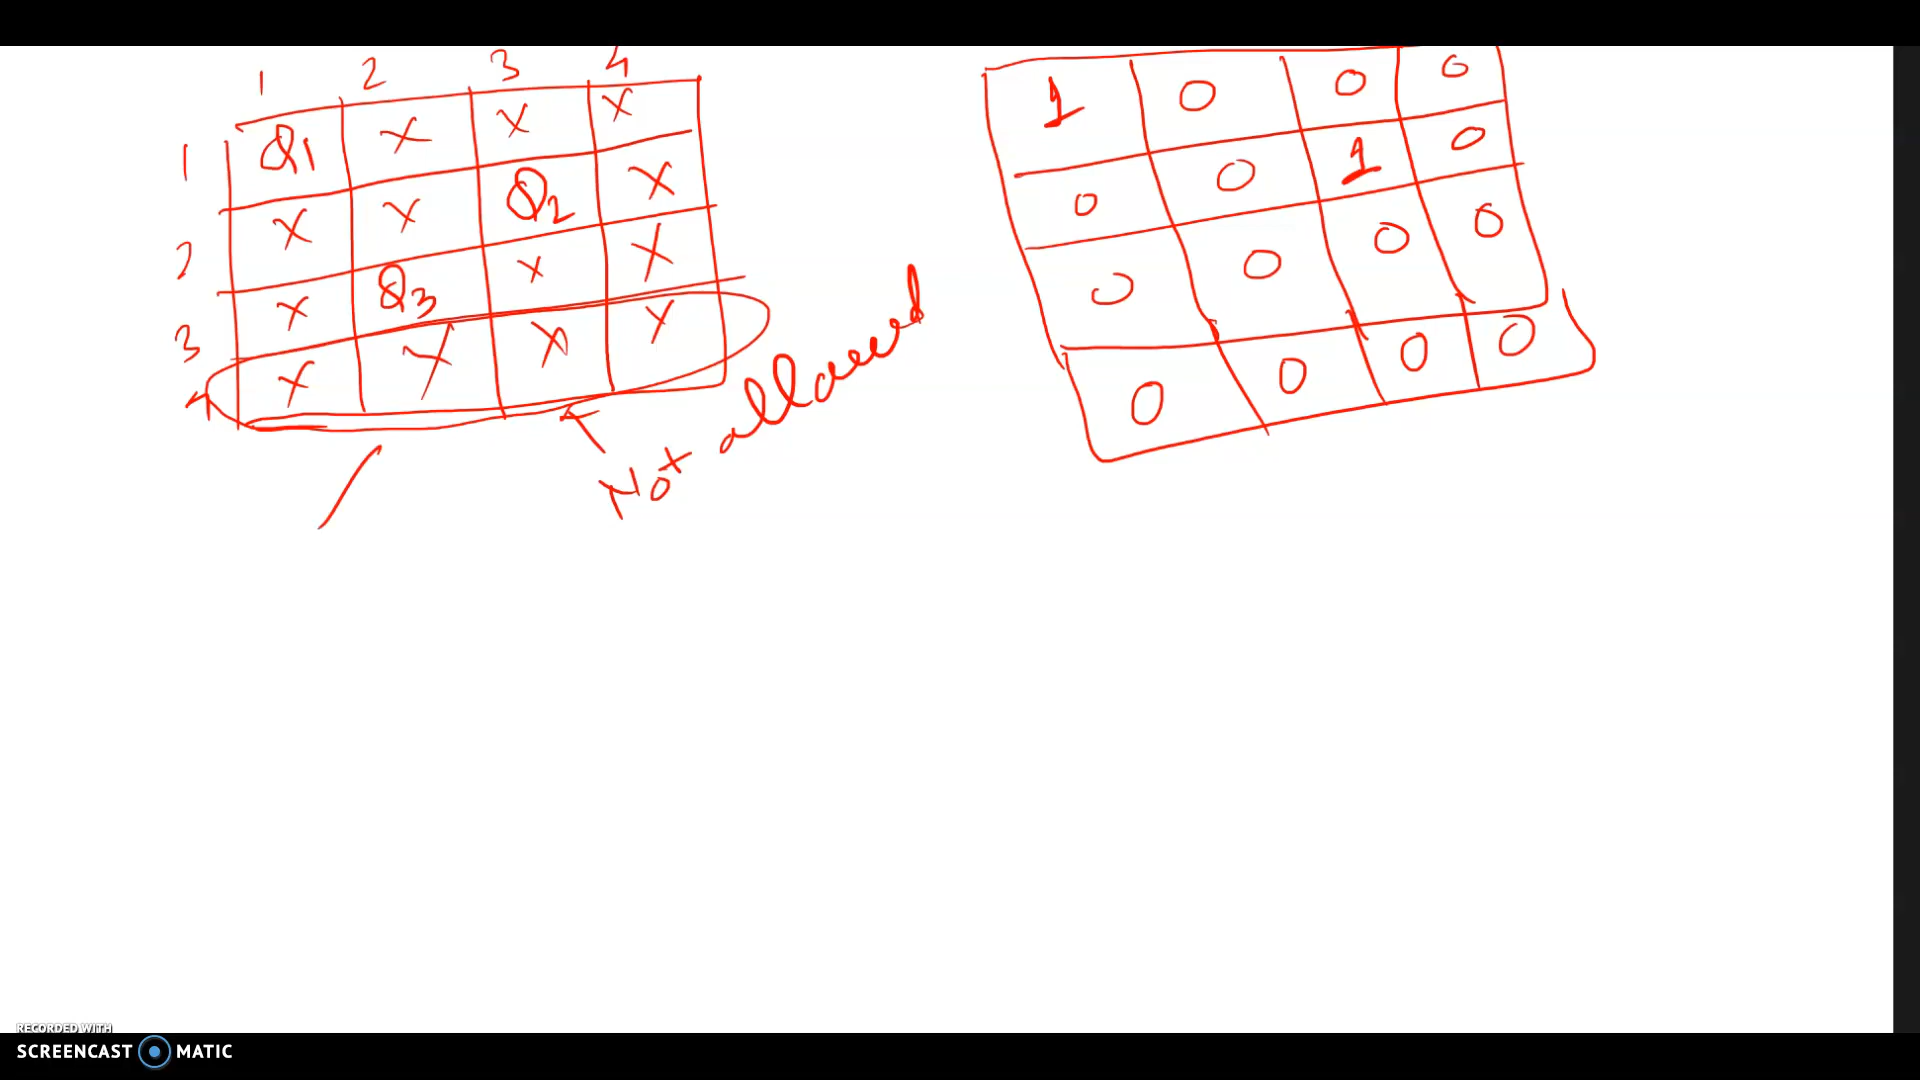 1 2 3 4
1 Q1 X X X
2 X X Q2 X
3 X Q3 X X
4 X X X X
Not allowed
1 0 0 0
0 0 1 0
0 0 0 0
0 0 0 0
RECORDED WITH
SCREENCAST MATIC